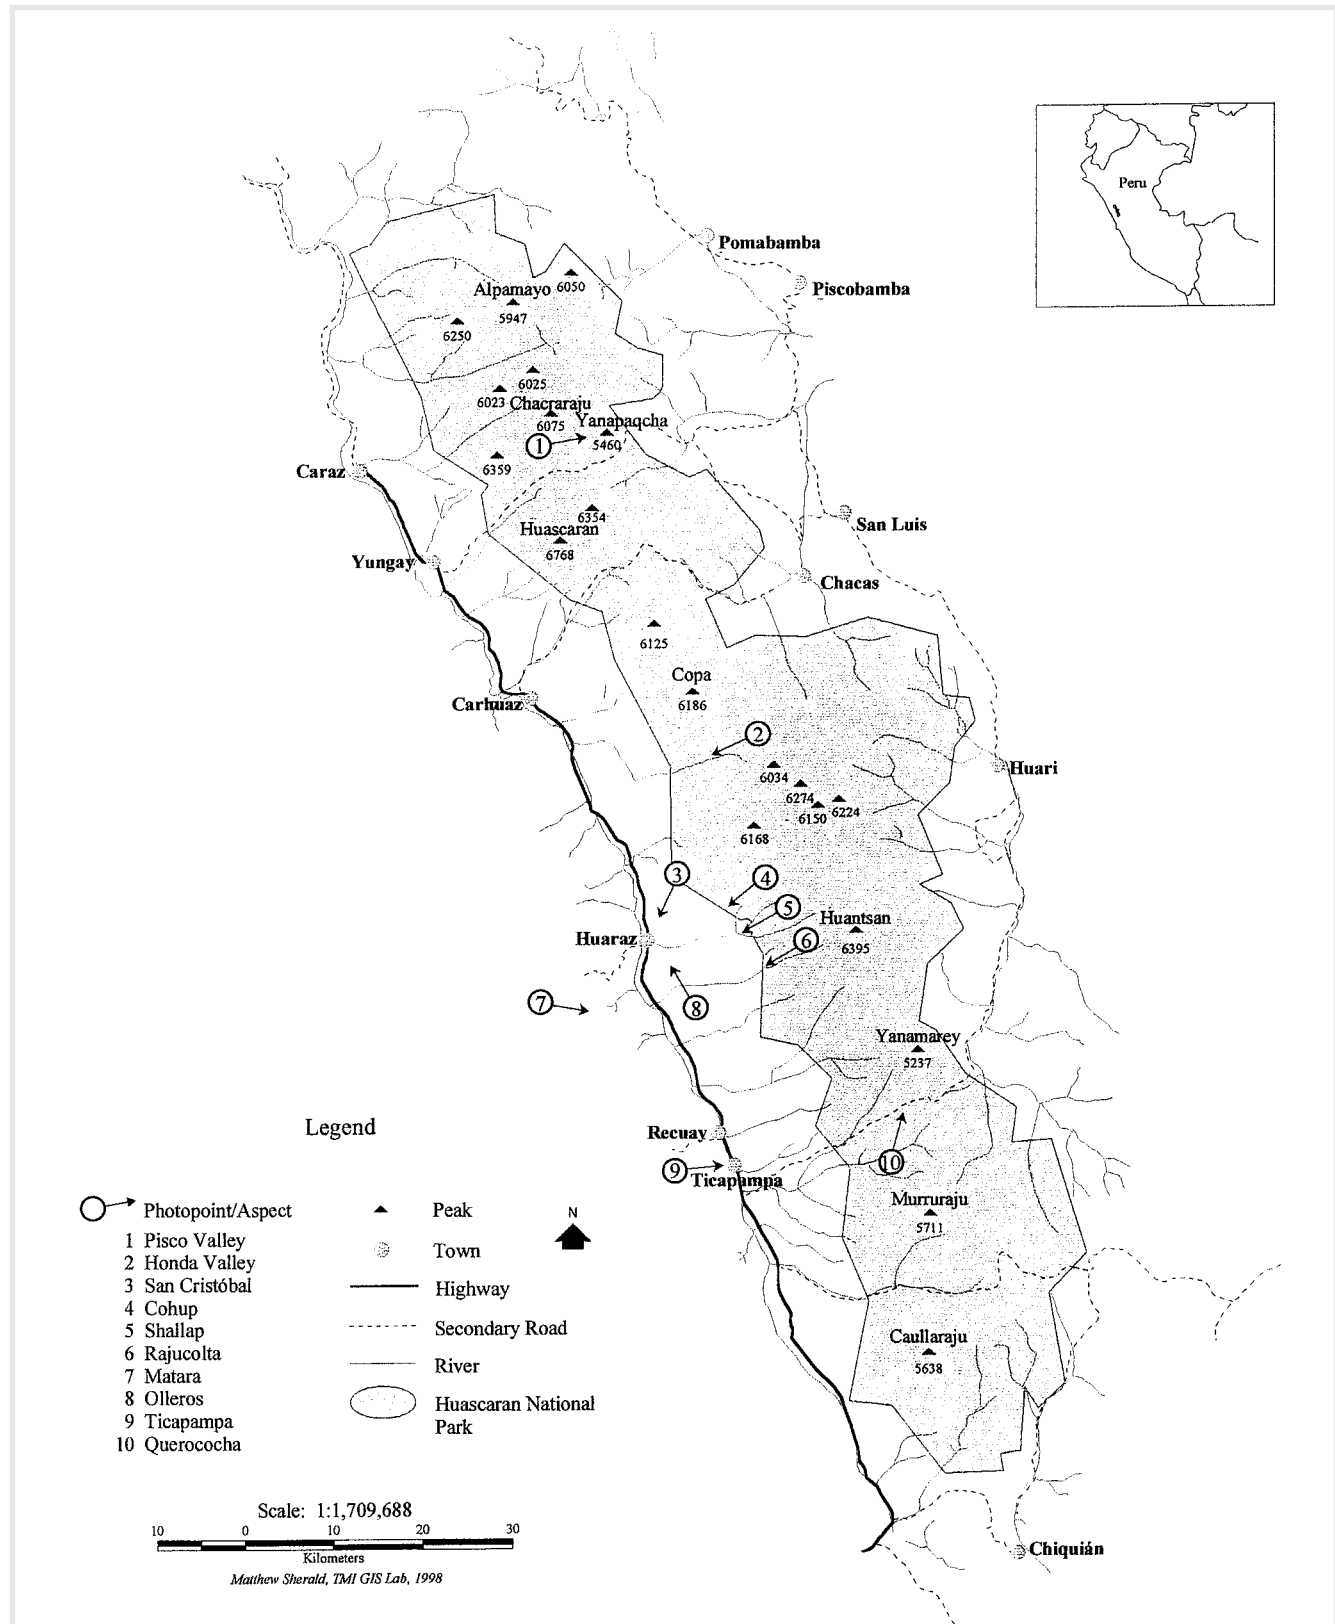 Peru
Pomabamba
Piscobamba
Alpamayo
6050
5947
6250
6025
6023
Chacraraju
6075
Yanapaqcha
5460
1
6359
Caraz
San Luis
6354
Huascaran
6768
Yungay
Chacas
6125
Copa
6186
Carhuaz
2
Huari
6034
6274
6150
6224
6168
3
4
5
Huantsan
6395
Huaraz
6
7
8
Yanamarey
5237
Recuay
9
Ticapampa
10
Murruraju
5711
Caullaraju
5638
Chiquián
Legend
Photopoint/Aspect
1 Pisco Valley
2 Honda Valley
3 San Cristóbal
4 Cohup
5 Shallap
6 Rajucolta
7 Matara
8 Olleros
9 Ticapampa
10 Querococha
Peak
Town
Highway
Secondary Road
River
Huascaran National
Park
N
Scale: 1:1,709,688
10 0 10 20 30
Kilometers
Matthew Sherald, TMI GIS Lab, 1998